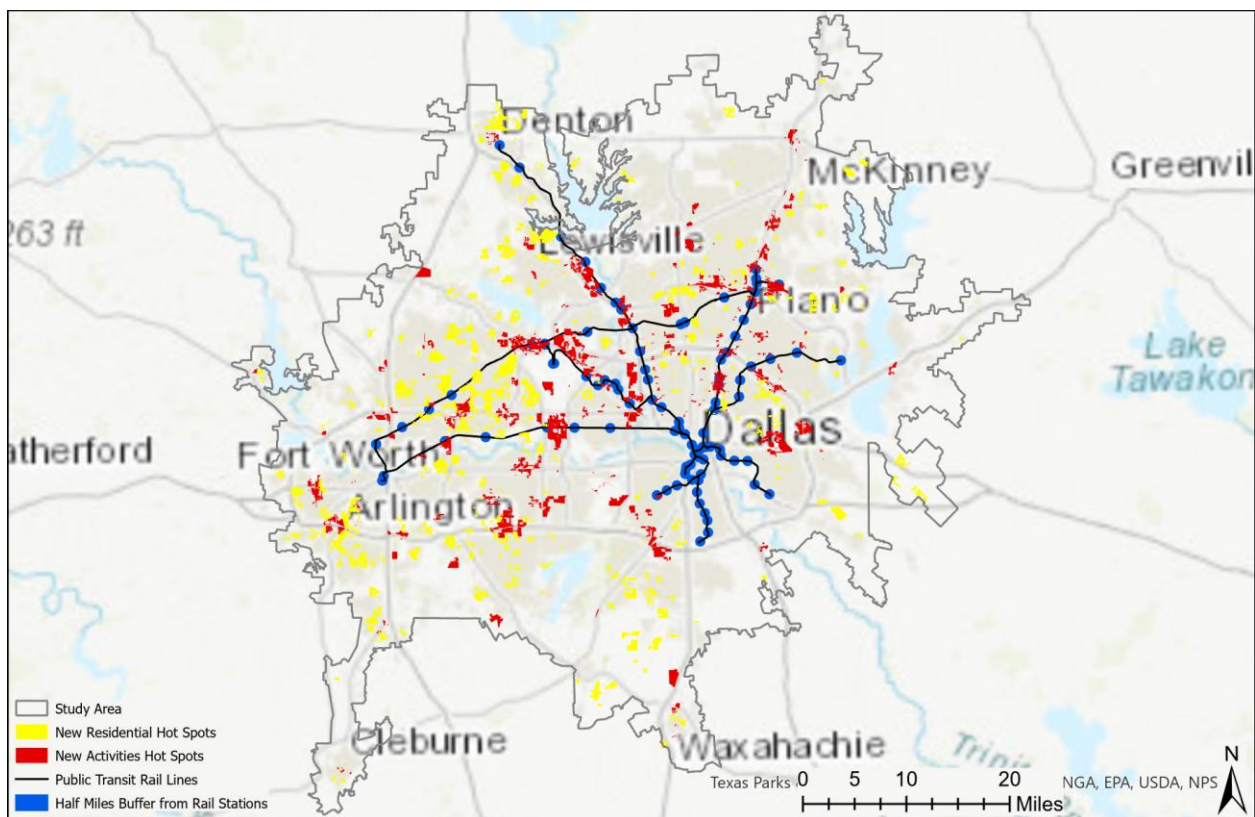 Denton
McKinney
Greenvil
263 ft
Lewisville
Plano
Lake
Tawakon
Dallas
atherford
Fort Worth
Arlington
Study Area
New Residential Hot Spots
New Activities Hot Spots
Public Transit Rail Lines
Half Miles Buffer from Rail Stations
Cleburne
Waxahachie
Trini
Texas Parks
0 5 10 20
Miles
NGA, EPA, USDA, NPS
N